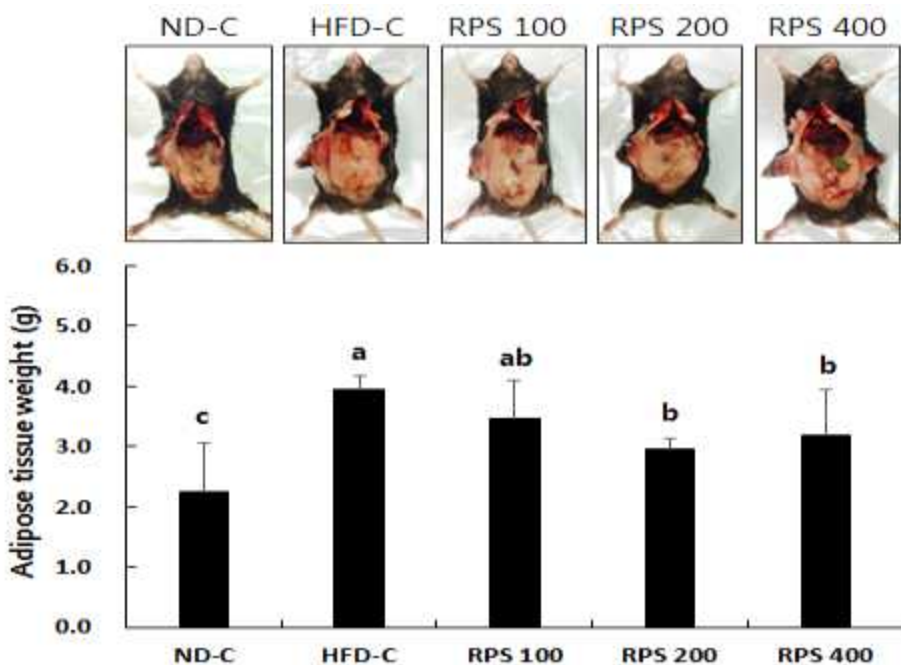 ND-C HFD-C RPS 100 RPS 200 RPS 400
Adipose tissue weight (g)
6.0
5.0
4.0
3.0
2.0
1.0
0.0
c
a
ab
b
b
ND-C HFD-C RPS 100 RPS 200 RPS 400